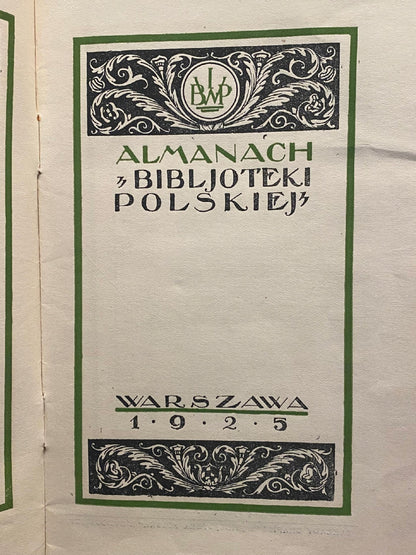 BWP
ALMANACH
BIBLJOTEKI
POLSKIEJ
WARSZAWA
1·9·2·5